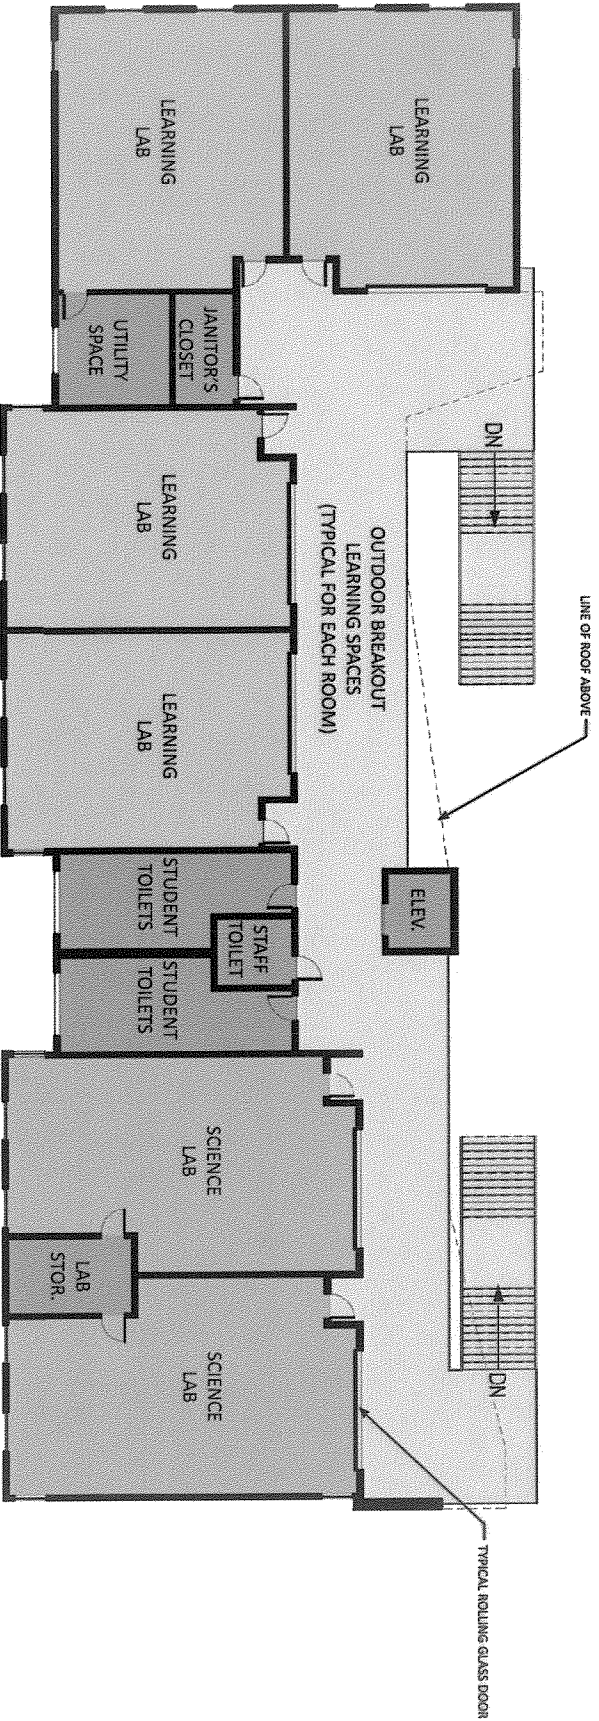 LEARNING
LAB
LEARNING
LAB
UTILITY
SPACE
JANITOR'S
CLOSET
DN
LEARNING
LAB
OUTDOOR BREAKOUT
LEARNING SPACES
(TYPICAL FOR EACH ROOM)
LINE OF ROOF ABOVE
LEARNING
LAB
STUDENT
TOILETS
STAFF
TOILET
STUDENT
TOILETS
ELEV.
SCIENCE
LAB
LAB
STOR.
SCIENCE
LAB
DN
TYPICAL ROLLING GLASS DOOR